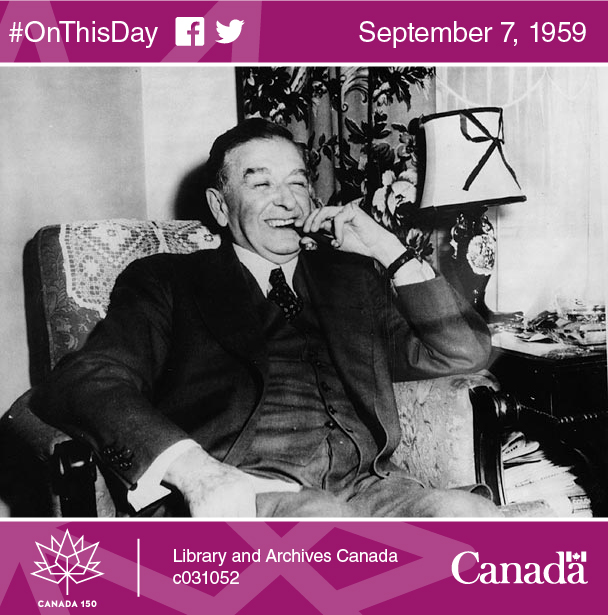 #OnThisDay
September 7, 1959
Library and Archives Canada
c031052
CANADA 150
Canada